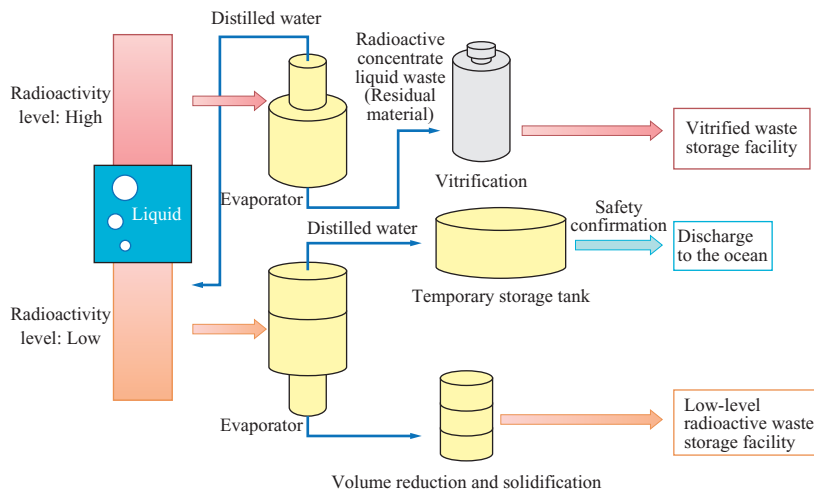 Distilled water
Radioactivity
level: High
Radioactive
concentrate
liquid waste
(Residual
material)
Vitrified waste
storage facility
Evaporator
Vitrification
Liquid
Distilled water
Safety
confirmation
Discharge
to the ocean
Temporary storage tank
Radioactivity
level: Low
Low-level
radioactive waste
storage facility
Evaporator
Volume reduction and solidification